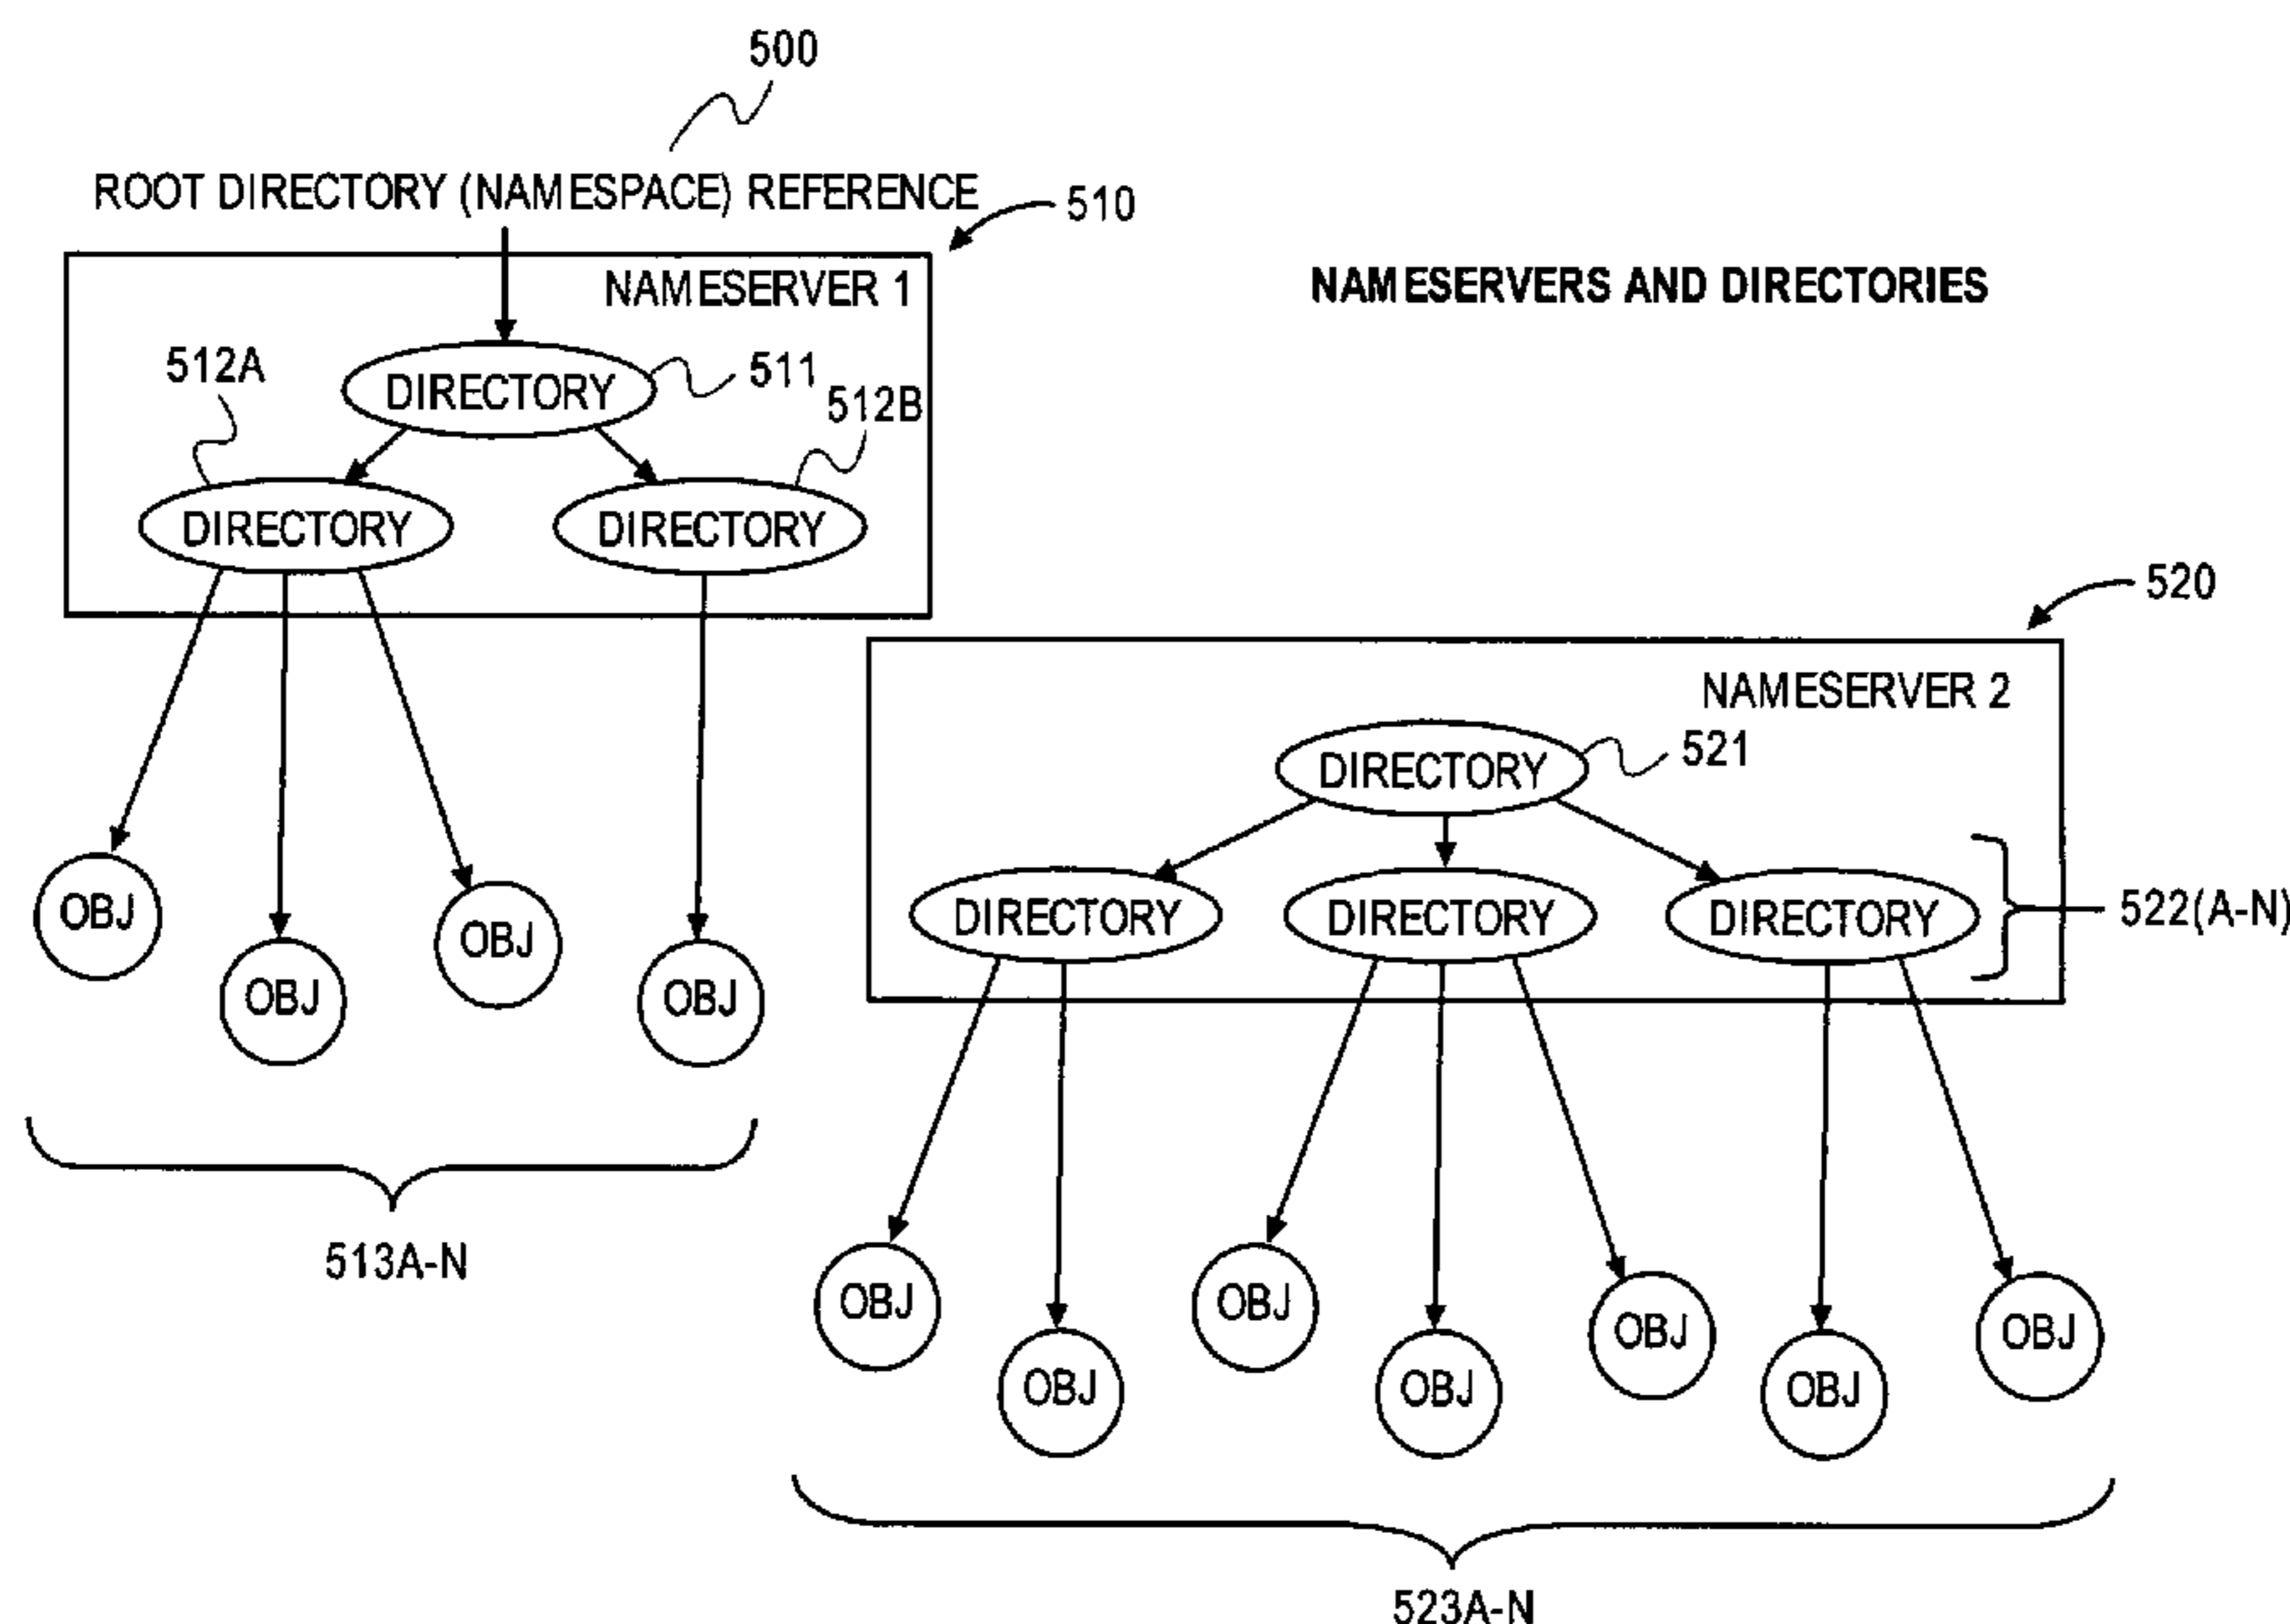 500
ROOT DIRECTORY (NAMESPACE) REFERENCE
510
NAMESERVER 1
NAMESERVERS AND DIRECTORIES
512A
DIRECTORY
511
512B
DIRECTORY
DIRECTORY
520
NAMESERVER 2
DIRECTORY
521
OBJ
OBJ
OBJ
OBJ
DIRECTORY
DIRECTORY
DIRECTORY
522(A-N)
513A-N
OBJ
OBJ
OBJ
OBJ
OBJ
OBJ
OBJ
523A-N